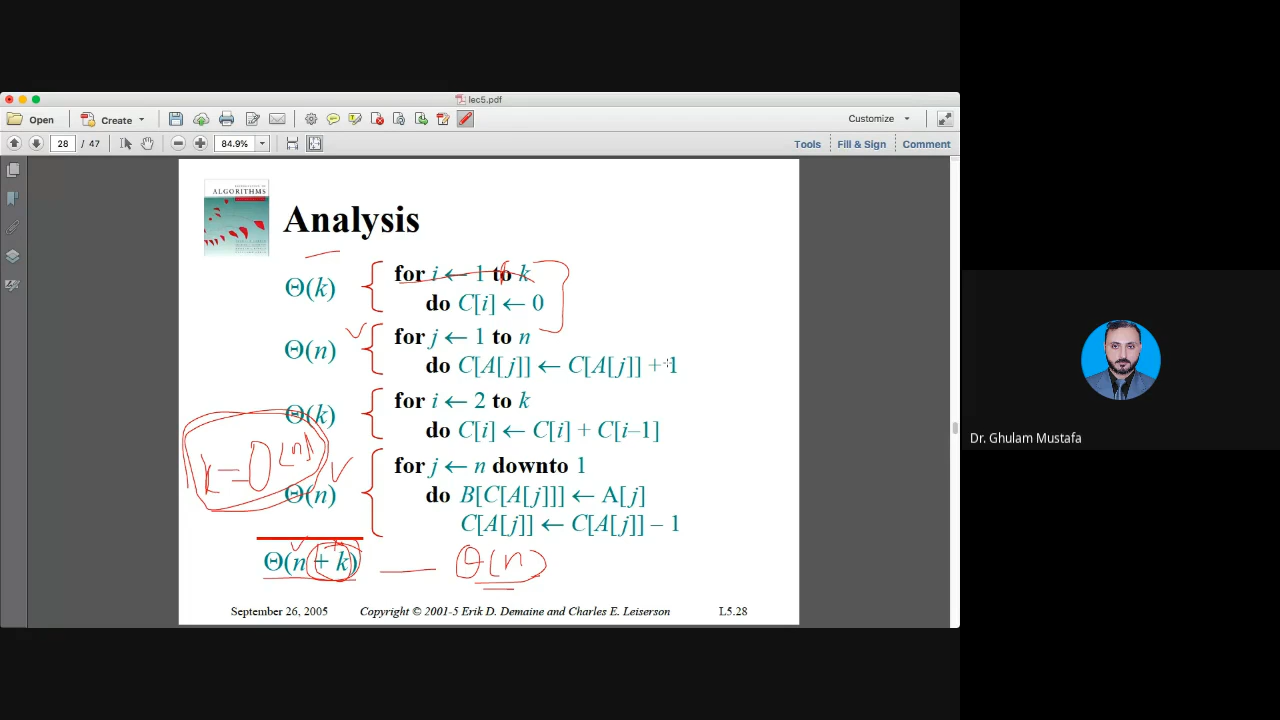 lec5.pdf
Open Create Customize
28 / 47 84.9% Tools Fill & Sign Comment
ALGORITHMS
Analysis
Θ(k) for i ← 1 to k
do C[i] ← 0
Θ(n) for j ← 1 to n
do C[A[j]] ← C[A[j]] + 1
Θ(k) for i ← 2 to k
do C[i] ← C[i] + C[i–1]
k=O(n)
Θ(n) for j ← n downto 1
do B[C[A[j]]] ← A[j]
C[A[j]] ← C[A[j]] – 1
Θ(n + k) Θ(n)
September 26, 2005 Copyright © 2001-5 Erik D. Demaine and Charles E. Leiserson L5.28
Dr. Ghulam Mustafa